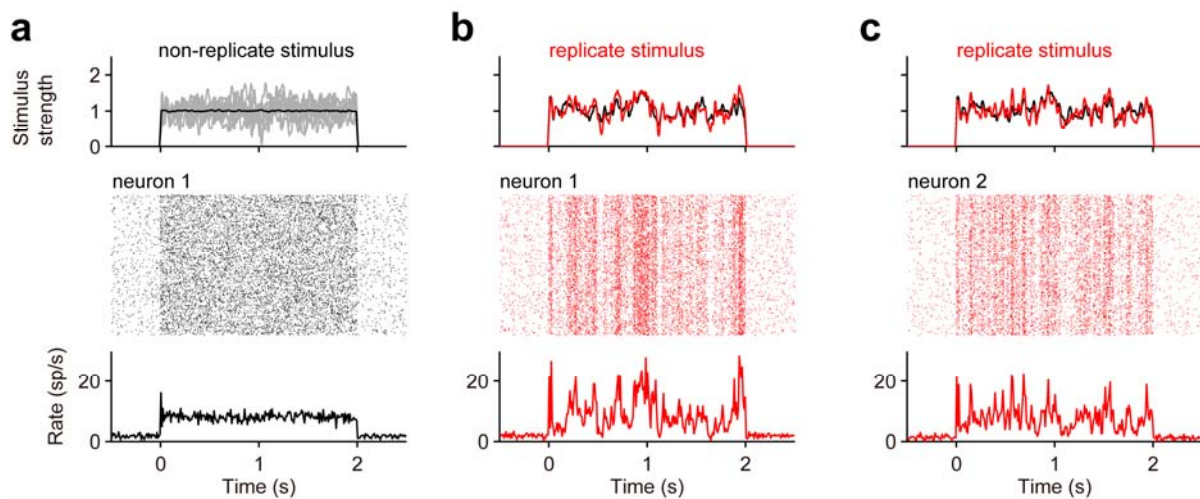 a
non-replicate stimulus
Stimulus
strength
2
1
0
neuron 1
Rate (sp/s)
20
0
0
1
2
Time (s)
b
replicate stimulus
neuron 1
20
0
0
1
2
Time (s)
c
replicate stimulus
neuron 2
20
0
0
1
2
Time (s)